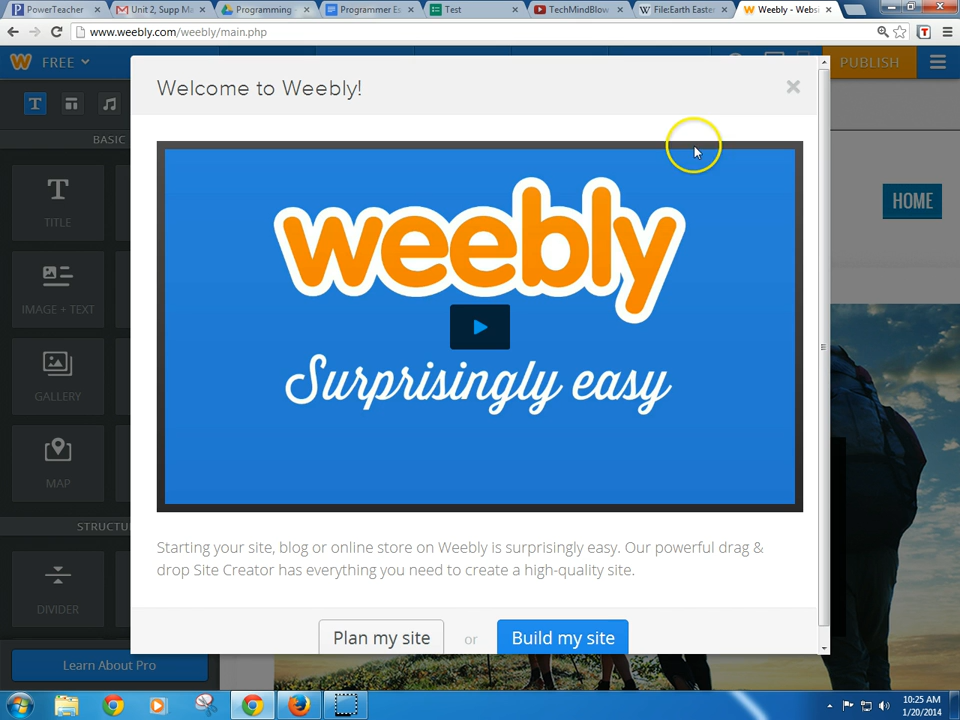 PowerTeacher
Unit 2, Supp Ma
Programming
Programmer Es
Test
TechMindBlow
File:Earth Easter
Weebly - Websi
www.weebly.com/weebly/main.php
FREE
PUBLISH
Welcome to Weebly!
BASIC
TITLE
HOME
weebly
IMAGE + TEXT
Surprisingly easy
GALLERY
MAP
STRUCTU
Starting your site, blog or online store on Weebly is surprisingly easy. Our powerful drag &
drop Site Creator has everything you need to create a high-quality site.
DIVIDER
Plan my site or Build my site
Learn About Pro
10:25 AM
1/20/2014